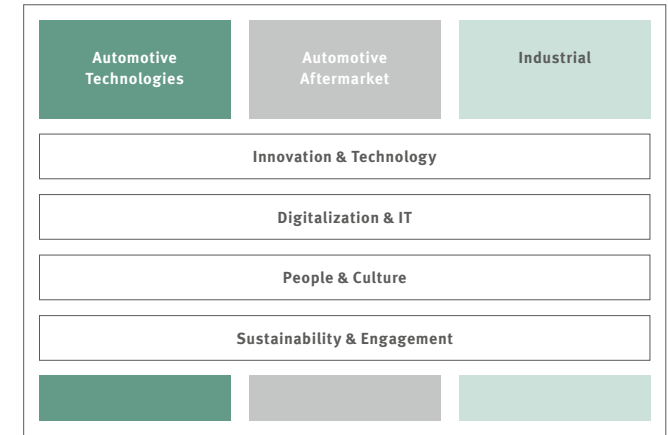 Automotive
Technologies
Automotive
Aftermarket
Industrial
Innovation & Technology
Digitalization & IT
People & Culture
Sustainability & Engagement